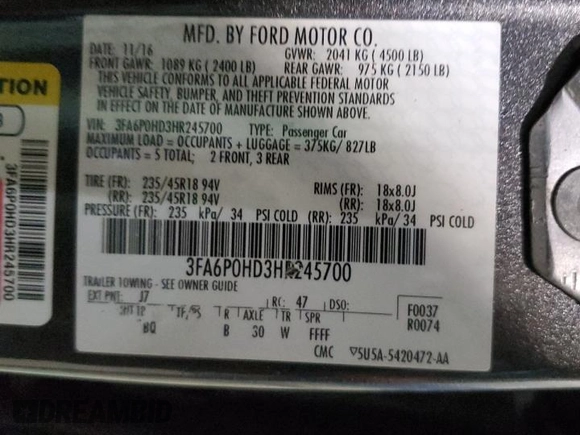 MFD. BY FORD MOTOR CO.
DATE: 11/16
GVWR: 2041 KG ( 4500 LB)
FRONT GAWR: 1089 KG ( 2400 LB)
REAR GAWR: 975 KG ( 2150 LB)
THIS VEHICLE CONFORMS TO ALL APPLICABLE FEDERAL MOTOR
VEHICLE SAFETY, BUMPER, AND THEFT PREVENTION STANDARDS
IN EFFECT ON THE DATE OF MANUFACTURE SHOWN ABOVE.
VIN: 3FA6P0HD3HR245700 TYPE: Passenger Car
MAXIMUM LOAD = OCCUPANTS + LUGGAGE = 375KG/ 827LB
OCCUPANTS = 5 TOTAL; 2 FRONT, 3 REAR
TIRE (FR): 235/45R18 94V RIMS (FR): 18x8.0J
(RR): 235/45R18 94V (RR): 18x8.0J
PRESSURE (FR): 235 kPa/ 34 PSI COLD (RR): 235 kPa/ 34 PSI COLD
3FA6P0HD3HR245700
TRAILER TOWING - SEE OWNER GUIDE
EXT PNT: J7 RC: 47 DSO:
F0037
R0074
INT TP TR R AXLE TR SPR
BQ B 30 W FFFF
CMC 5U5A-5420472-AA
TION
3FA6P0HD3HR245700
DREAMBID